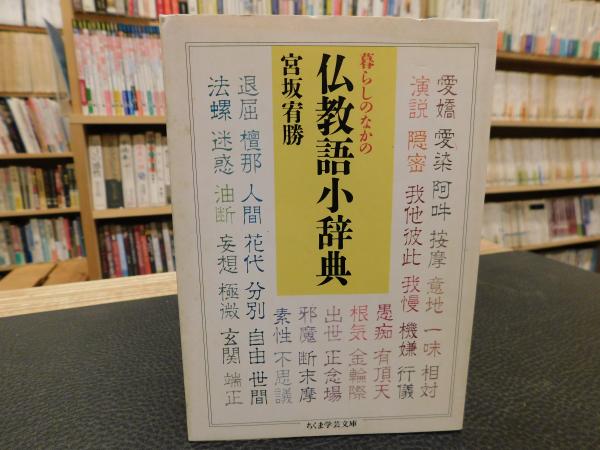 暮らしのなかの
仏教語小辞典
宮坂宥勝
愛嬌 愛染 阿吽 按摩 意地 一味 相対
演説 隠密 我他彼此 我慢 機嫌 行儀
愚痴 有頂天
根気 金輪際
出世 正念場
邪魔 断末摩
素性 不思議
退屈 檀那 人間 花代 分別 自由 世間
法螺 迷惑 油断 妄想 極微 玄関 端正
ちくま学芸文庫